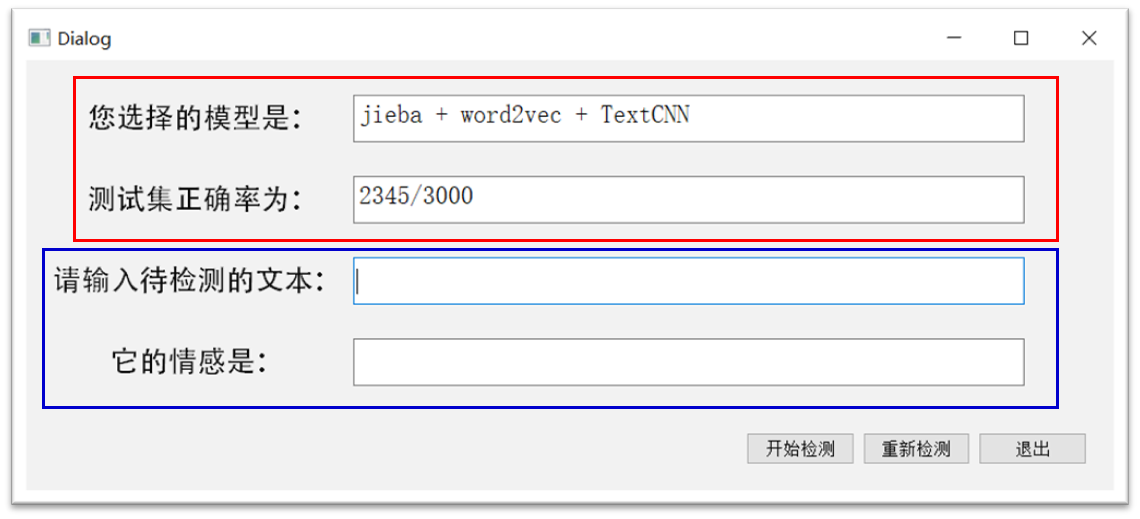 Dialog
您选择的模型是： jieba + word2vec + TextCNN
测试集正确率为： 2345/3000
请输入待检测的文本：
它的情感是：
开始检测 重新检测 退出